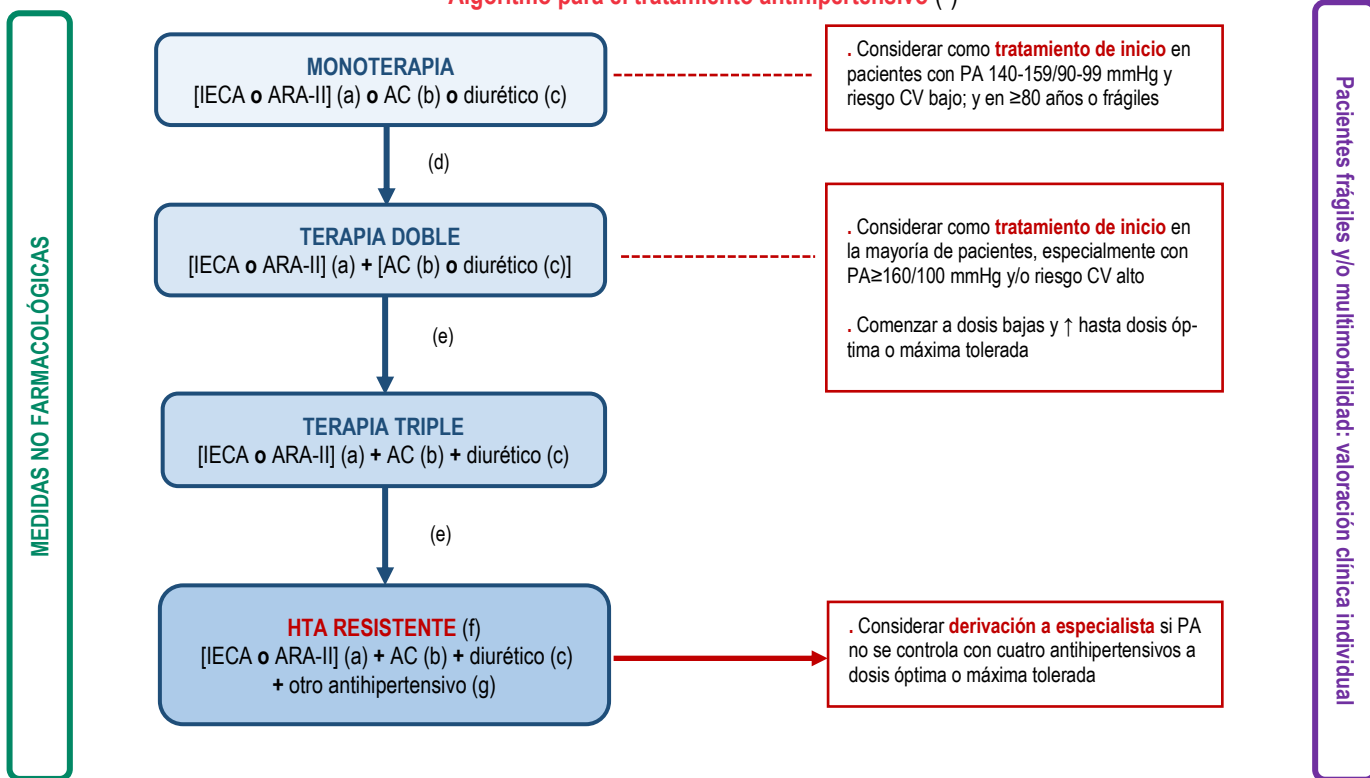 Algoritmo para el tratamiento antihipertensivo
MEDIDAS NO FARMACOLÓGICAS
MONOTERAPIA
[IECA o ARA-II] (a) o AC (b) o diurético (c)
. Considerar como tratamiento de inicio en
pacientes con PA 140-159/90-99 mmHg y
riesgo CV bajo; y en ≥80 años o frágiles
(d)
TERAPIA DOBLE
[IECA o ARA-II] (a) + [AC (b) o diurético (c)]
. Considerar como tratamiento de inicio en
la mayoría de pacientes, especialmente con
PA≥160/100 mmHg y/o riesgo CV alto
. Comenzar a dosis bajas y ↑ hasta dosis óp-
tima o máxima tolerada
(e)
TERAPIA TRIPLE
[IECA o ARA-II] (a) + AC (b) + diurético (c)
(e)
HTA RESISTENTE (f)
[IECA o ARA-II] (a) + AC (b) + diurético (c)
+ otro antihipertensivo (g)
. Considerar derivación a especialista si PA
no se controla con cuatro antihipertensivos a
dosis óptima o máxima tolerada
Pacientes frágiles y/o multimorbilidad: valoración clínica individual